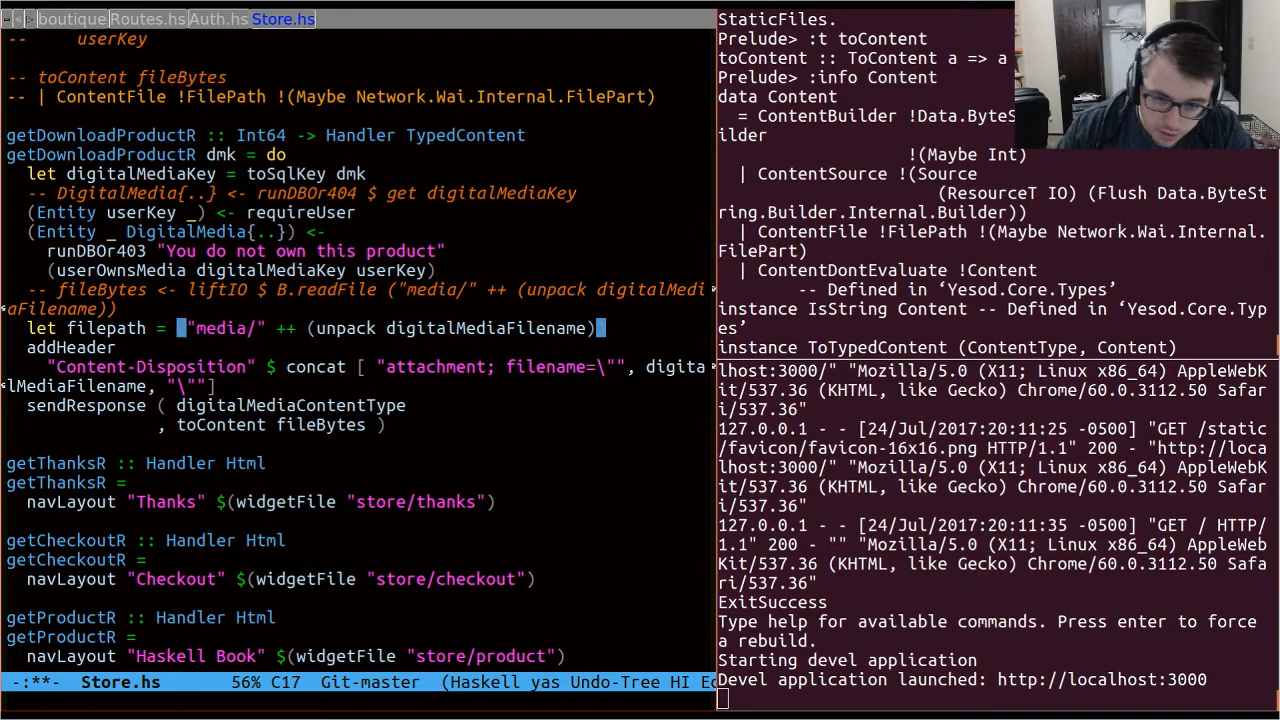 boutique Routes.hs Auth.hs Store.hs
--     userKey
-- toContent fileBytes
-- | ContentFile !FilePath !(Maybe Network.Wai.Internal.FilePart)
getDownloadProductR :: Int64 -> Handler TypedContent
getDownloadProductR dmk = do
  let digitalMediaKey = toSqlKey dmk
  -- DigitalMedia{..} <- runDBOr404 $ get digitalMediaKey
  (Entity userKey _) <- requireUser
  (Entity _ DigitalMedia{..}) <-
    runDBOr403 "You do not own this product"
    (userOwnsMedia digitalMediaKey userKey)
  -- fileBytes <- liftIO $ B.readFile ("media/" ++ (unpack digitalMedi
aFilename))
  let filepath = ("media/" ++ (unpack digitalMediaFilename)
  addHeader
    "Content-Disposition" $ concat [ "attachment; filename=\"", digita
lMediaFilename, "\""]
  sendResponse ( digitalMediaContentType
               , toContent fileBytes )
getThanksR :: Handler Html
getThanksR =
  navLayout "Thanks" $(widgetFile "store/thanks")
getCheckoutR :: Handler Html
getCheckoutR =
  navLayout "Checkout" $(widgetFile "store/checkout")
getProductR :: Handler Html
getProductR =
  navLayout "Haskell Book" $(widgetFile "store/product")
-:**-  Store.hs       56% C17   Git-master  (Haskell yas Undo-Tree HI
StaticFiles.
Prelude> :t toContent
toContent :: ToContent a => a
Prelude> :info Content
data Content
  = ContentBuilder !Data.ByteS
ilder
                   !(Maybe Int)
  | ContentSource !(Source
                      (ResourceT IO) (Flush Data.ByteSt
ring.Builder.Internal.Builder))
  | ContentFile !FilePath !(Maybe Network.Wai.Internal.
FilePart)
  | ContentDontEvaluate !Content
        -- Defined in ‘Yesod.Core.Types’
instance IsString Content -- Defined in ‘Yesod.Core.Typ
es’
instance ToTypedContent (ContentType, Content)
lhost:3000/" "Mozilla/5.0 (X11; Linux x86_64) AppleWebK
it/537.36 (KHTML, like Gecko) Chrome/60.0.3112.50 Safar
i/537.36"
127.0.0.1 - - [24/Jul/2017:20:11:25 -0500] "GET /static
/favicon/favicon-16x16.png HTTP/1.1" 200 - "http://loca
lhost:3000/" "Mozilla/5.0 (X11; Linux x86_64) AppleWebK
it/537.36 (KHTML, like Gecko) Chrome/60.0.3112.50 Safar
i/537.36"
127.0.0.1 - - [24/Jul/2017:20:11:35 -0500] "GET / HTTP/
1.1" 200 - "" "Mozilla/5.0 (X11; Linux x86_64) AppleWeb
Kit/537.36 (KHTML, like Gecko) Chrome/60.0.3112.50 Safa
ri/537.36"
ExitSuccess
Type help for available commands. Press enter to force
a rebuild.
Starting devel application
Devel application launched: http://localhost:3000